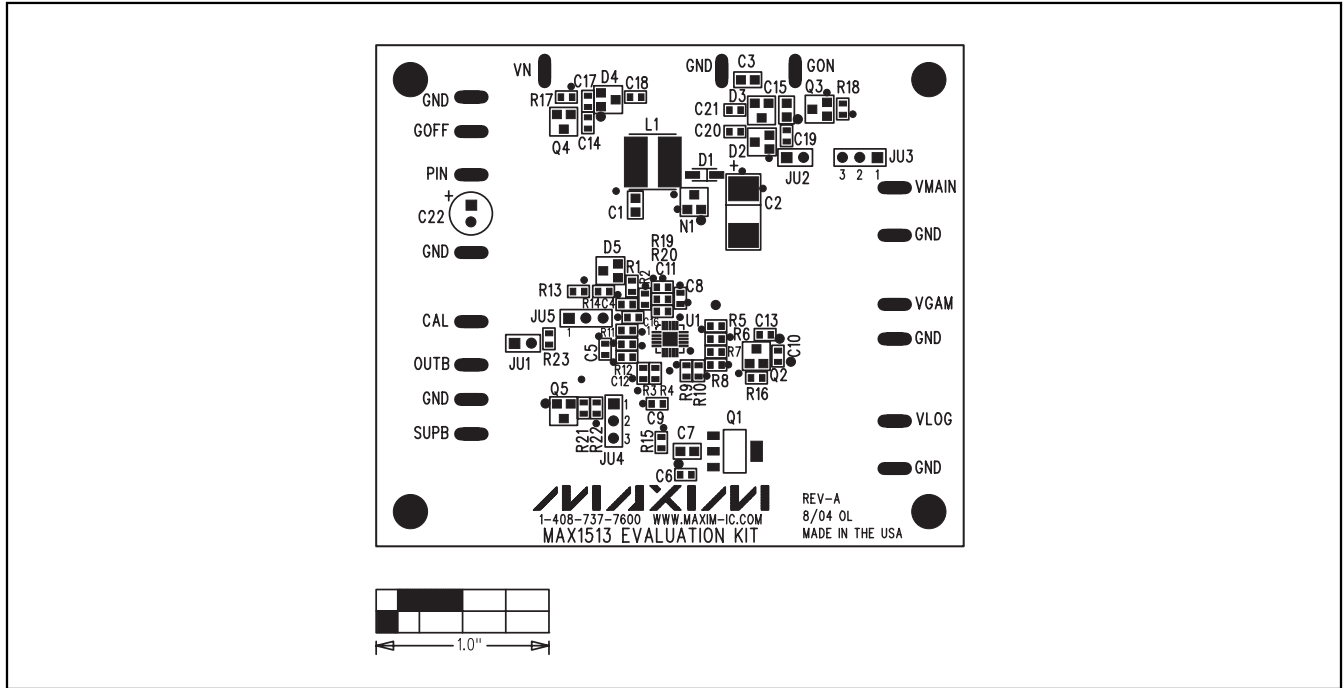 VN
GND
GON
C3
C17
D4
C18
R17
C14
Q4
C21
D3
C15
Q3
R18
C20
D2
C19
JU2
3 2 1
JU3
GND
GOFF
PIN
+
C22
GND
CAL
OUTB
GND
SUPB
L1
D1
+
C2
C1
N1
VMAIN
GND
VGAM
GND
VLOG
GND
D5
R19
R20
C11
R1
R2
C8
R13
R14
C4
JU5
1
C16
U1
R11
R5
R6
R7
R8
C13
C10
Q2
R16
JU1
R23
C5
R12
C12
R3
R4
R9
R10
C9
Q5
1
2
3
R21
R22
JU4
R15
C7
C6
Q1
MAXIM
1-408-737-7600 WWW.MAXIM-IC.COM
MAX1513 EVALUATION KIT
REV-A
8/04 OL
MADE IN THE USA
1.0"